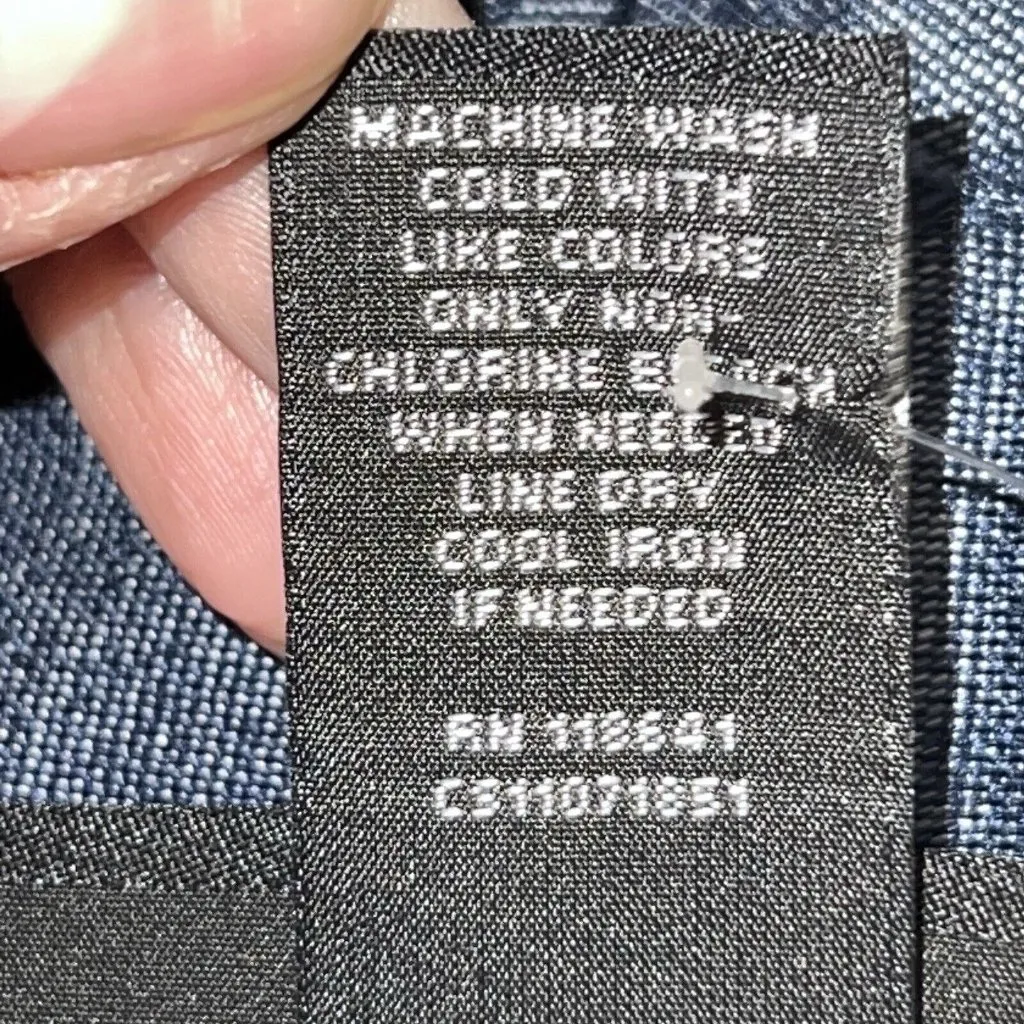 MACHINE WASH
COLD WITH
LIKE COLORS
ONLY NON-
CHLORINE BLEACH
WHEN NEEDED
LINE DRY
COOL IRON
IF NEEDED
RN 118641
C311071851